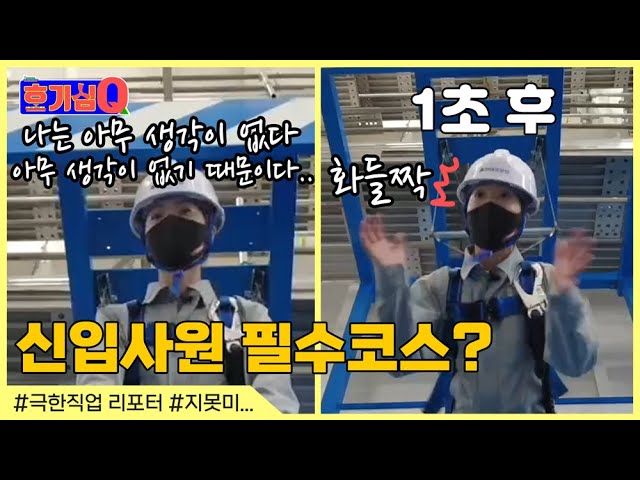 호기심Q
나는 아무 생각이 없다
아무 생각이 없기 때문이다..
1초 후
화들짝
신입사원 필수코스?
#극한직업 리포터 #지못미...